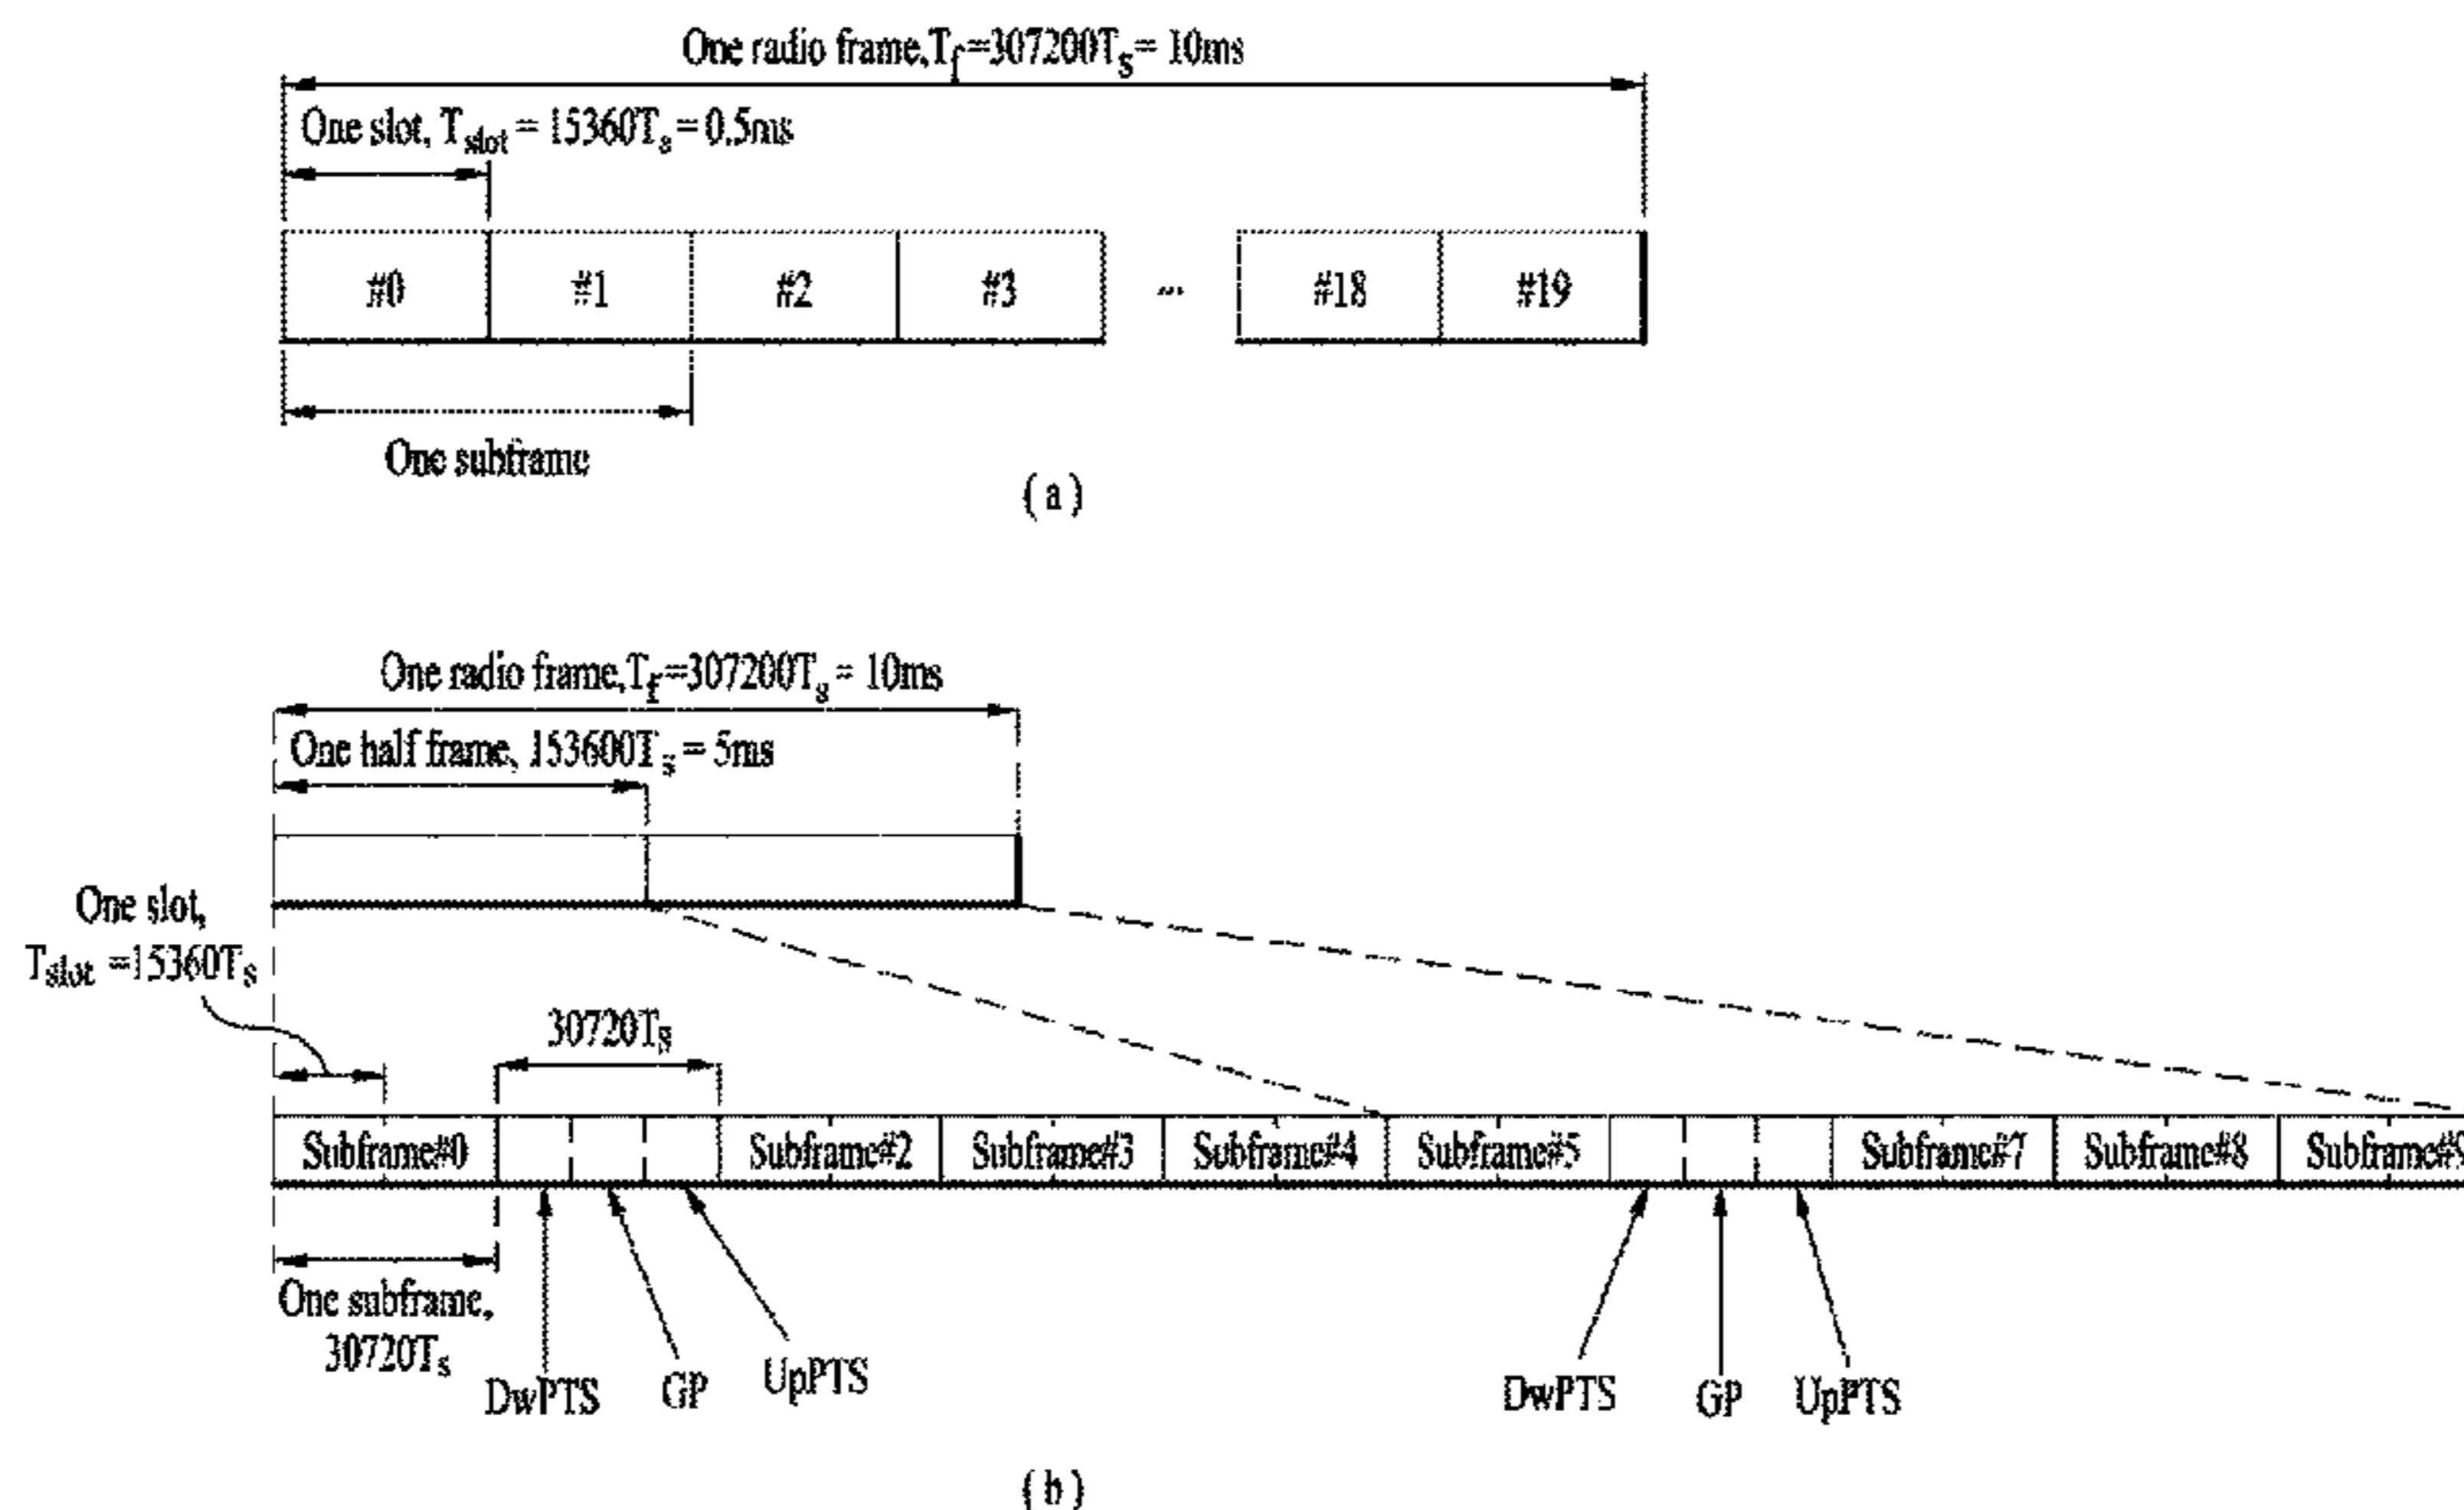 One radio frame,Tf=307200TS= 10ms
One slot, Tslot = 15360Ts = 0.5ms
#0 #1 #2 #3 ... #18 #19
One subframe
( a )
One radio frame,Tf=307200Ts = 10ms
One half frame, 153600Ts = 5ms
One slot,
Tslot =15360TS
30720TS
Subframe#0 Subframe#2 Subframe#3 Subframe#4 Subframe#5 Subframe#7 Subframe#8 Subframe#9
One subframe,
30720TS
DwPTS GP UpPTS DwPTS GP UpPTS
( b )